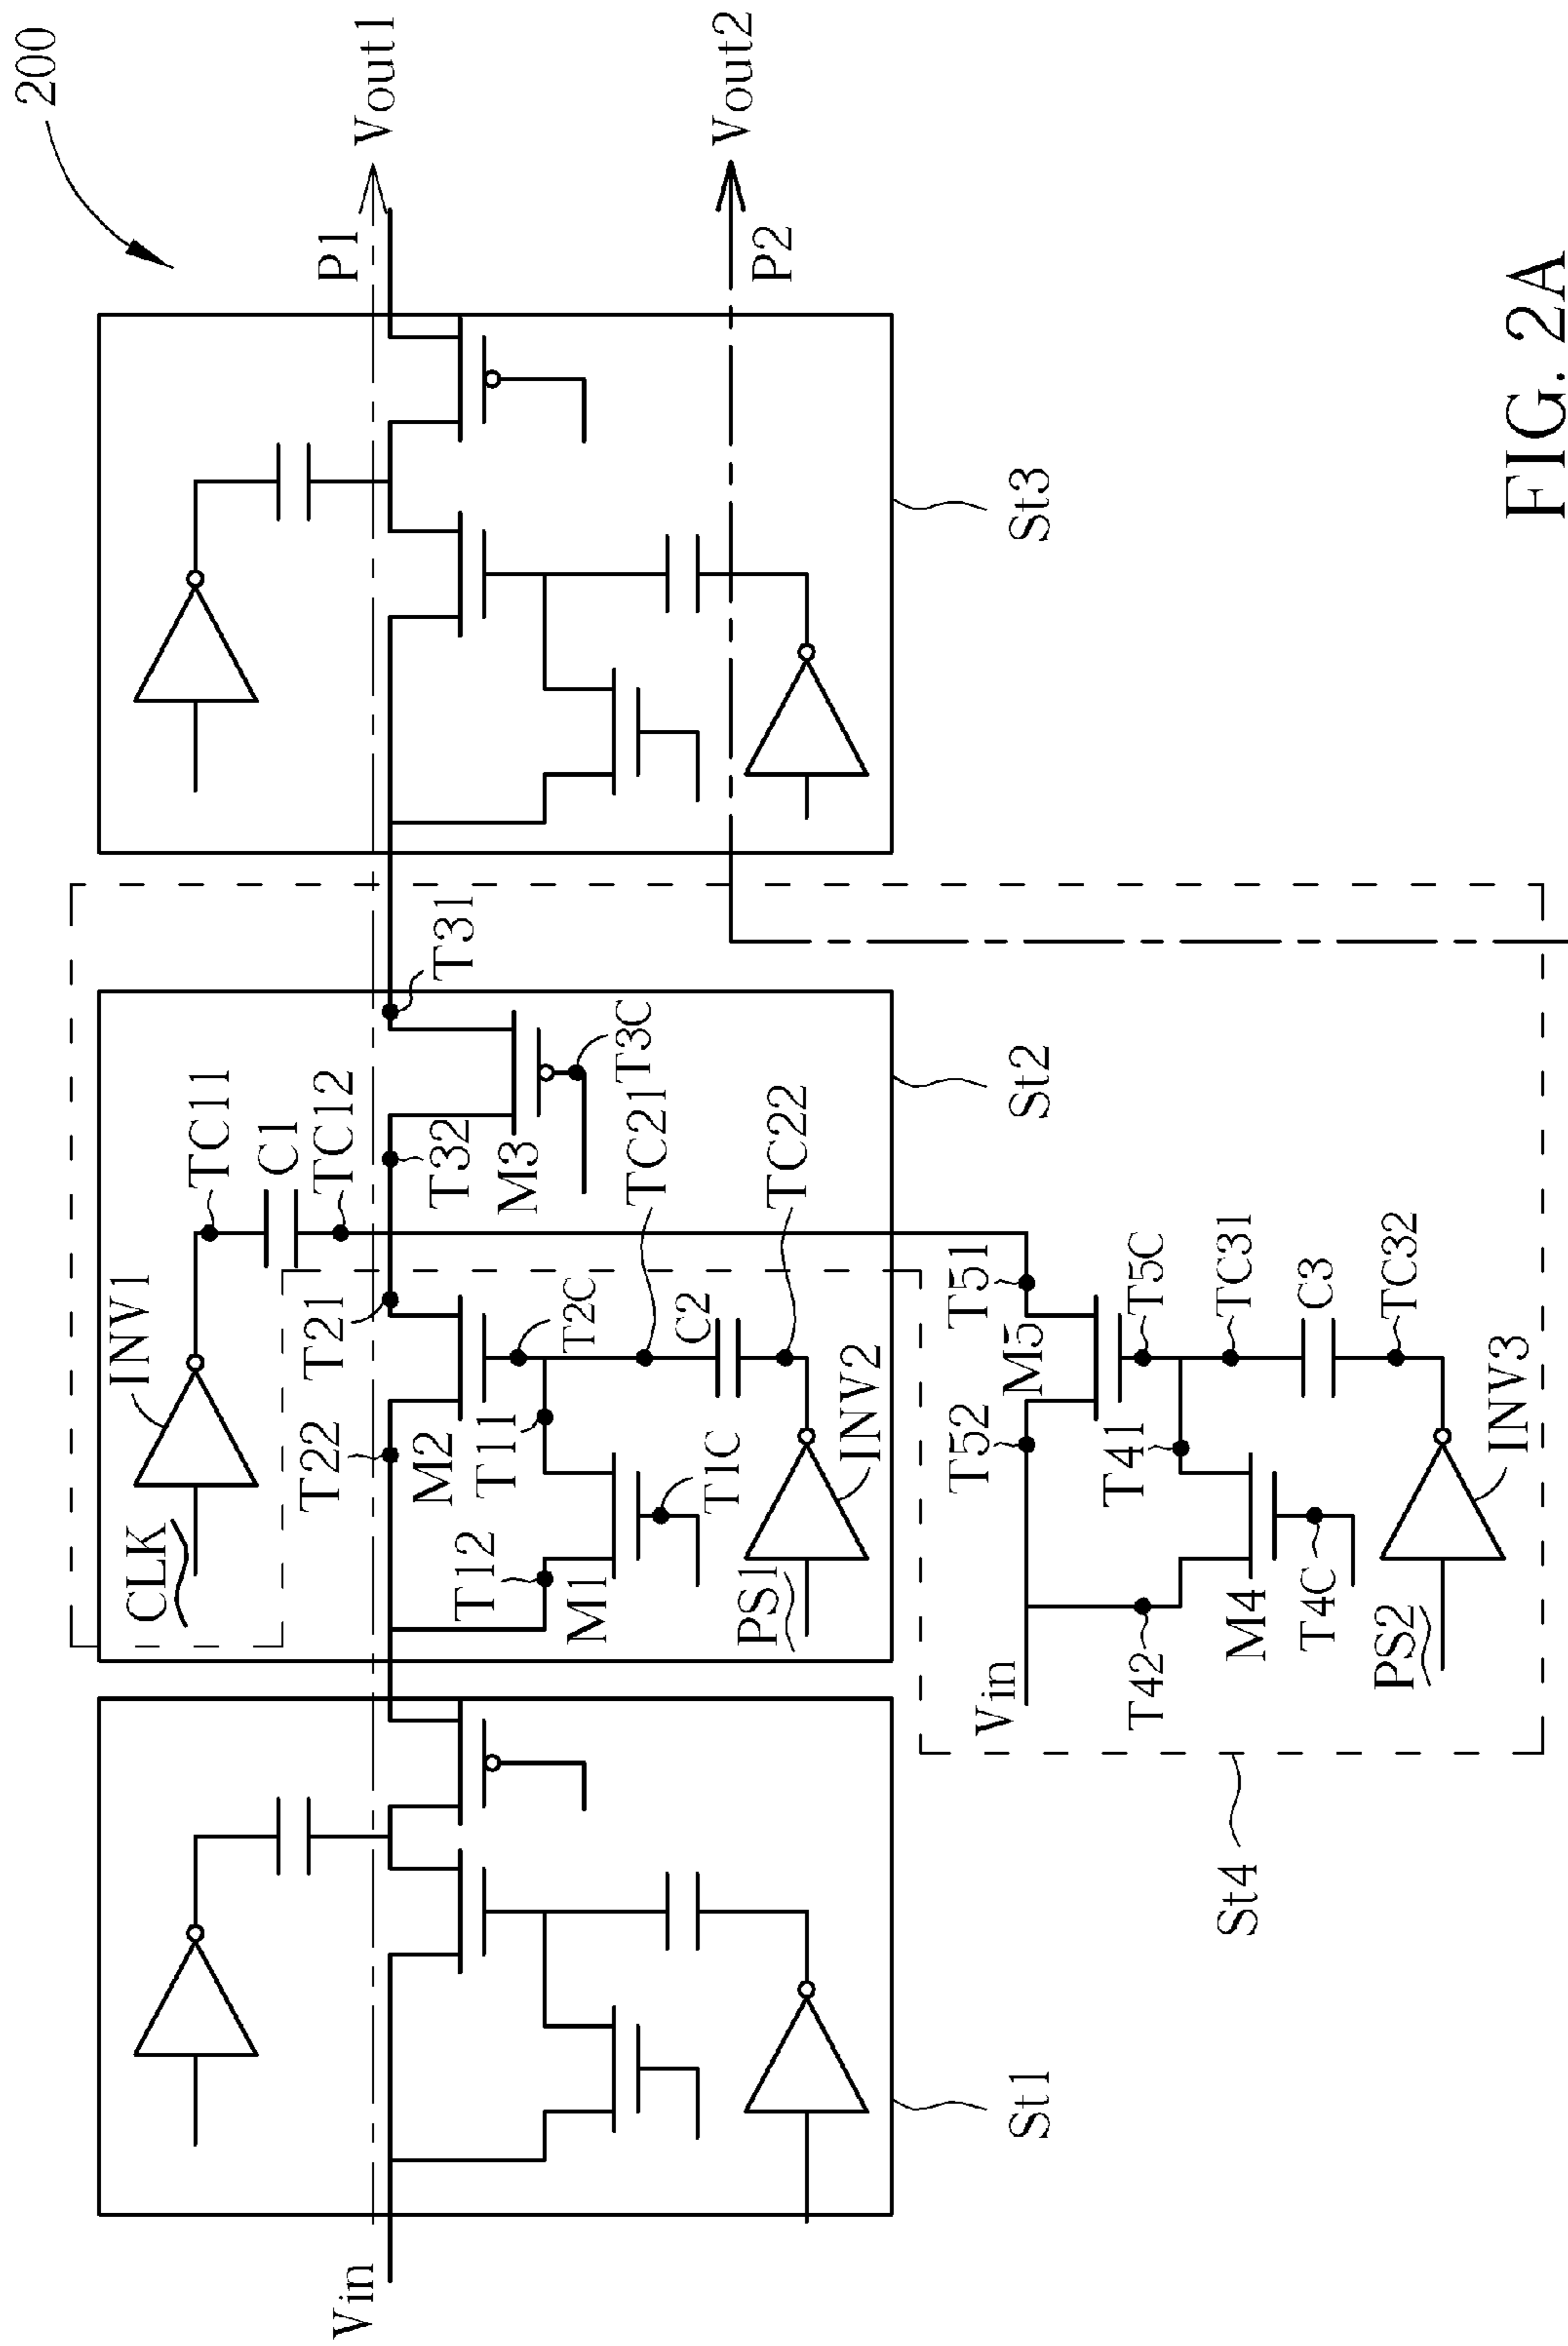 200
Vout1
P1
Vout2
P2
St3
TC11
C1
TC12
T31
INV1
T21
T32
M3
T3C
CLK
T22
M2
T2C
TC21
T11
C2
TC22
T12
M1
T1C
PS1
INV2
St2
T51
M5
T5C
TC31
C3
TC32
T52
T41
Vin
T42
M4
T4C
PS2
INV3
St4
St1
Vin
FIG. 2A